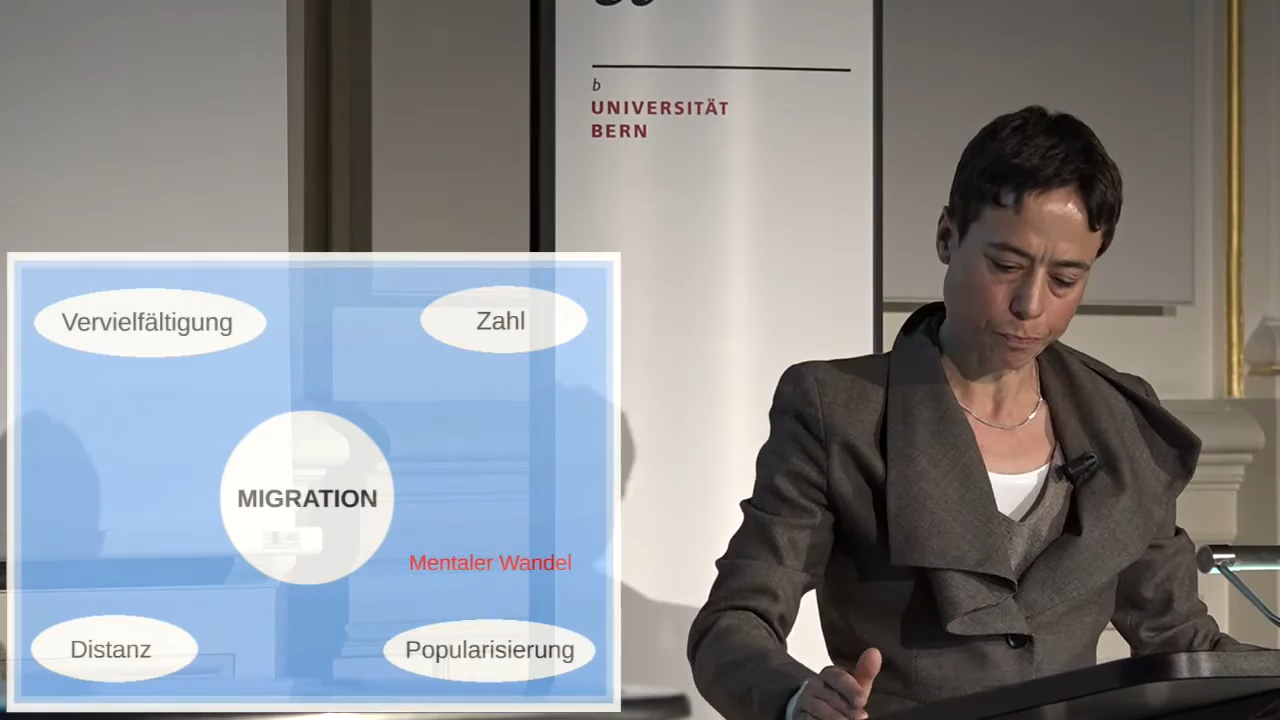 b
UNIVERSITÄT
BERN
Vervielfältigung
Zahl
MIGRATION
Mentaler Wandel
Distanz
Popularisierung